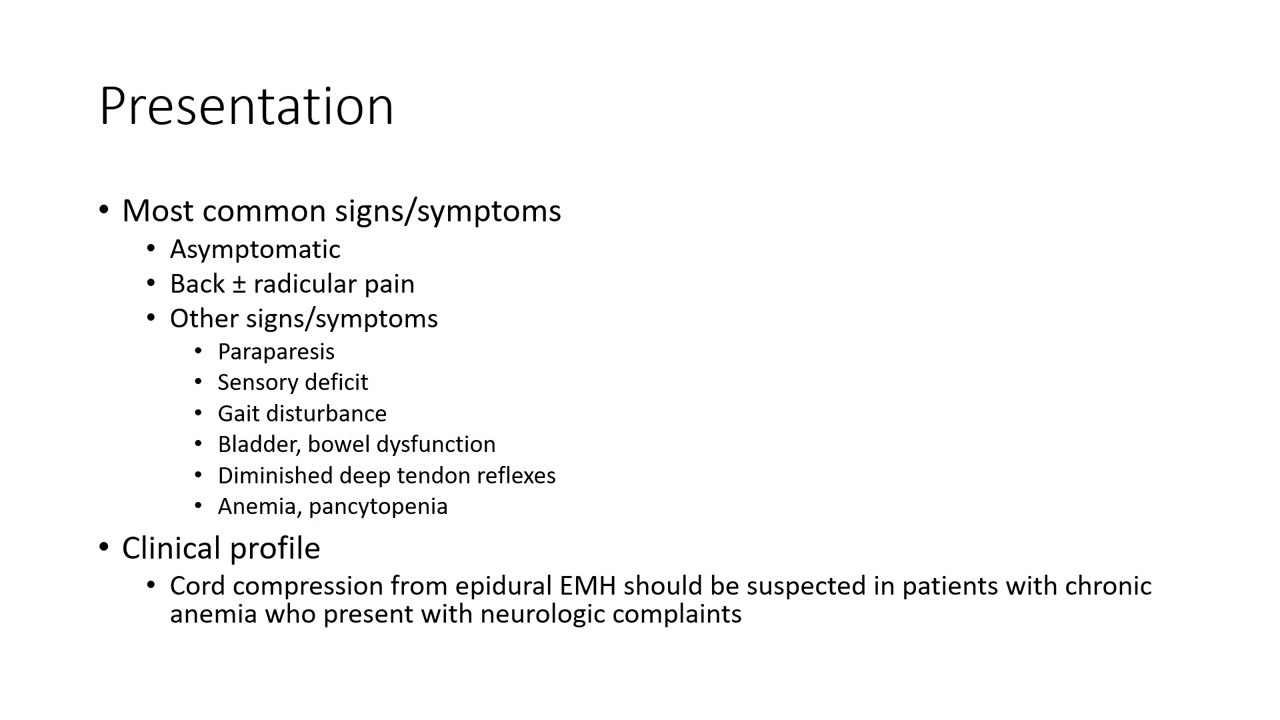 Presentation
• Most common signs/symptoms
• Asymptomatic
• Back ± radicular pain
• Other signs/symptoms
• Paraparesis
• Sensory deficit
• Gait disturbance
• Bladder, bowel dysfunction
• Diminished deep tendon reflexes
• Anemia, pancytopenia
• Clinical profile
• Cord compression from epidural EMH should be suspected in patients with chronic
anemia who present with neurologic complaints